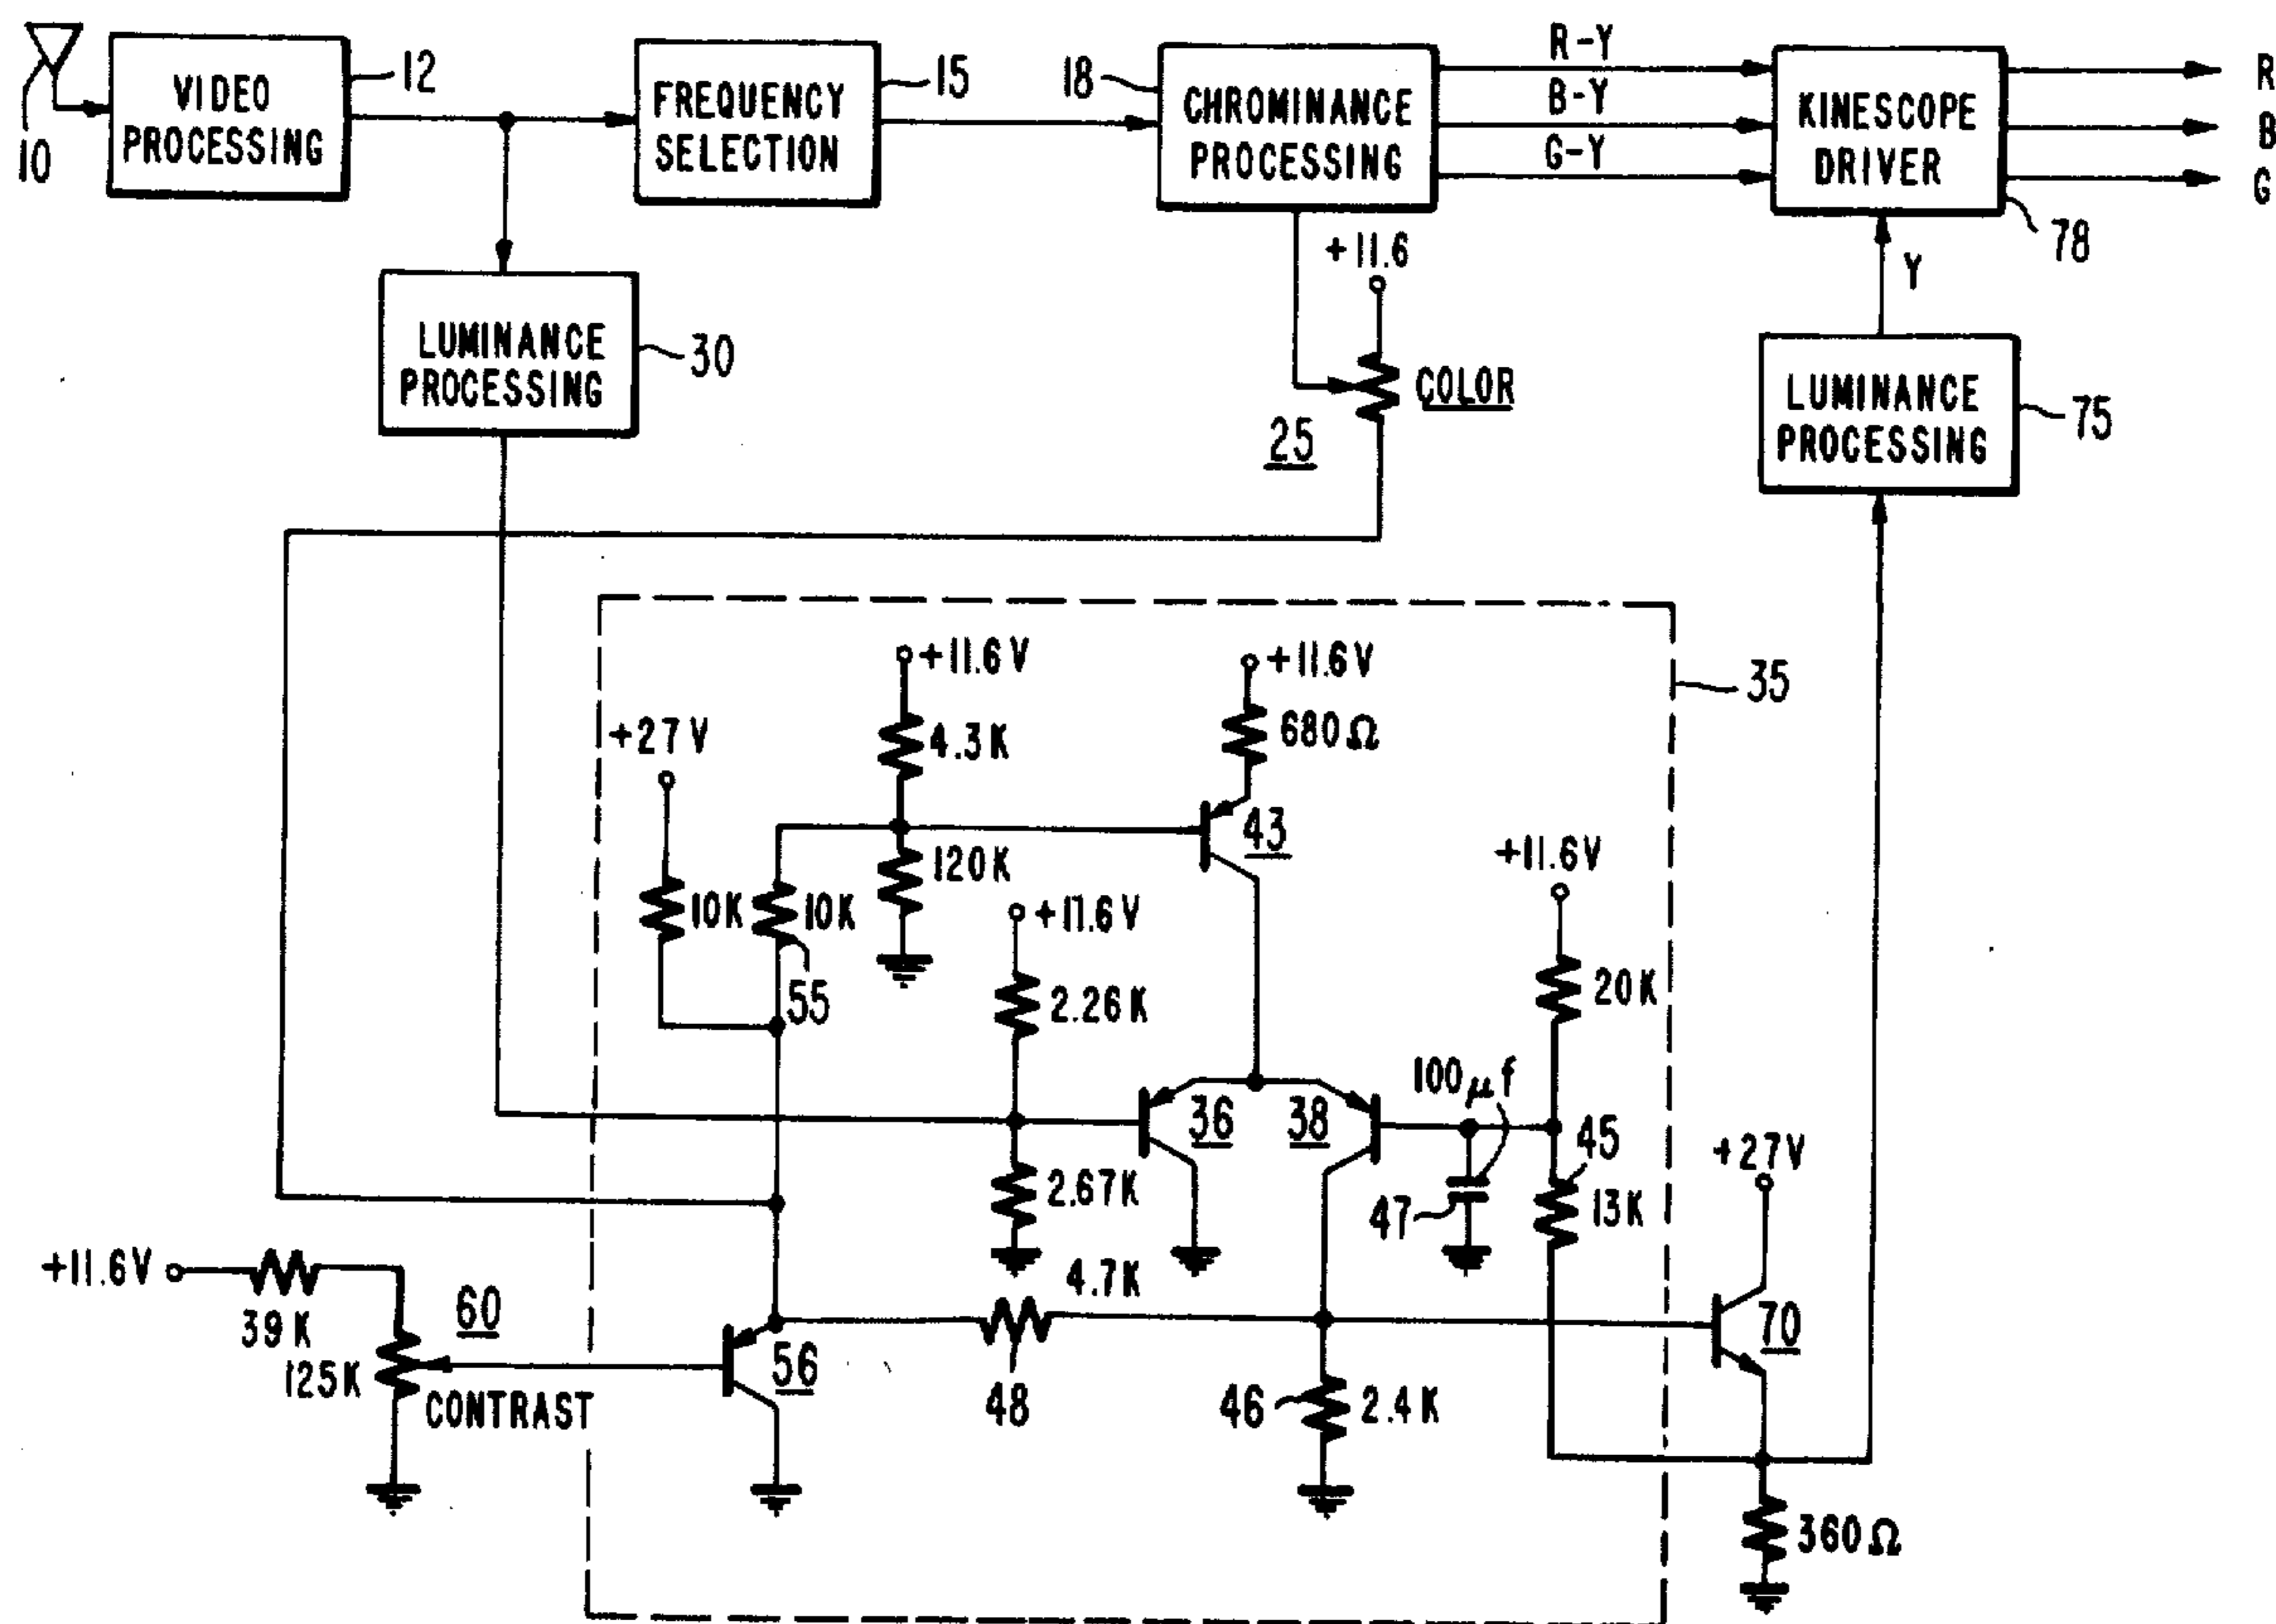 10
VIDEO
PROCESSING
12
FREQUENCY
SELECTION
15
18
CHROMINANCE
PROCESSING
R-Y
B-Y
G-Y
KINESCOPE
DRIVER
78
R
B
G
LUMINANCE
PROCESSING
30
+11.6
COLOR
25
Y
LUMINANCE
PROCESSING
75
35
+11.6V
4.3K
+11.6V
680Ω
+27V
43
120K
10K
10K
55
+11.6V
2.26K
+11.6V
20K
100μf
36
38
45
13K
47
2.67K
+27V
+11.6V
39K
60
125K
CONTRAST
56
4.7K
48
46
2.4K
70
360Ω